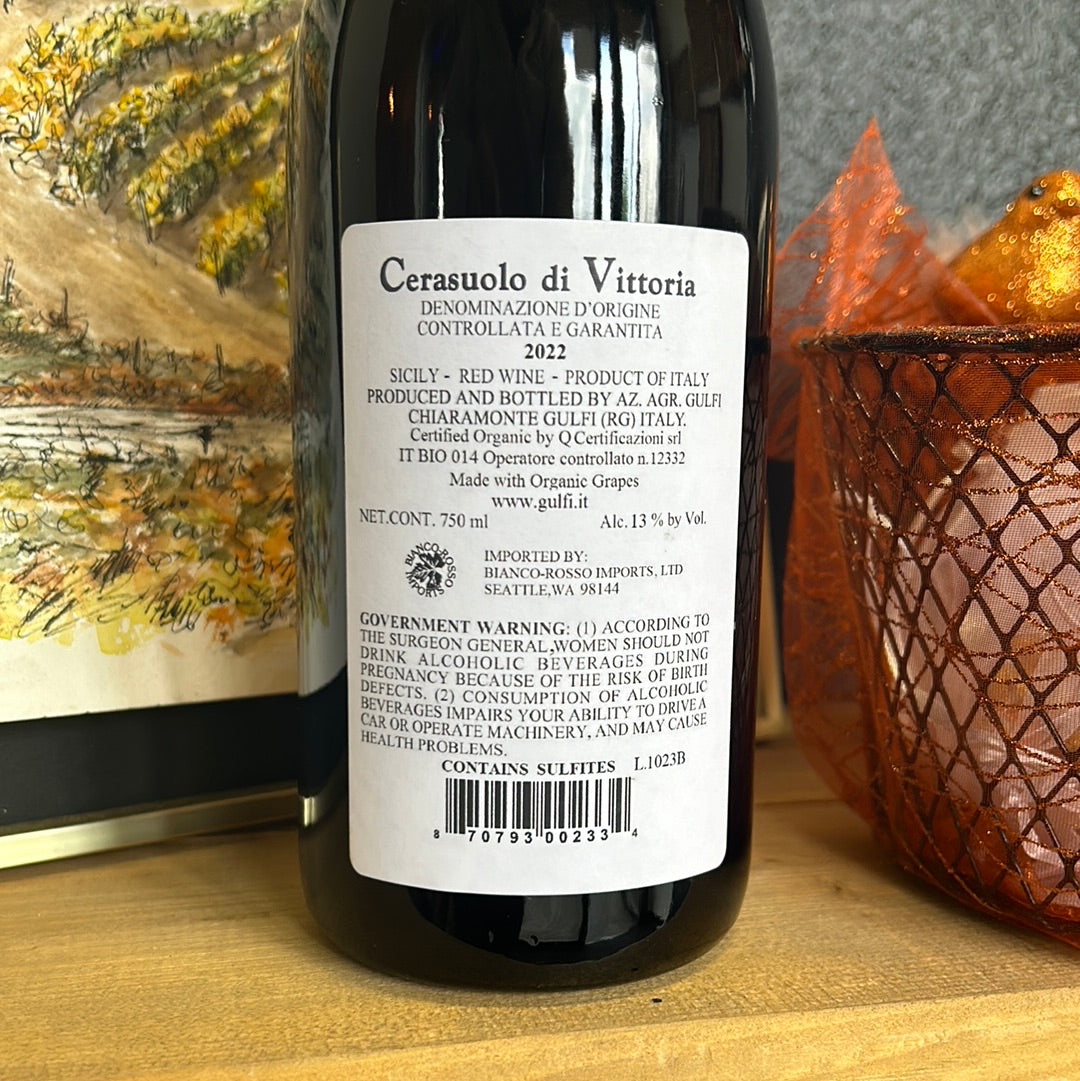 Cerasuolo di Vittoria
DENOMINAZIONE D'ORIGINE
CONTROLLATA E GARANTITA
2022
SICILY - RED WINE - PRODUCT OF ITALY
PRODUCED AND BOTTLED BY AZ. AGR. GULFI
CHIARAMONTE GULFI (RG) ITALY.
Certified Organic by QCertificazioni srl
IT BIO 014 Operatore controllato n.12332
Made with Organic Grapes
www.gulfi.it
NET.CONT. 750 ml Alc. 13 % by Vol.
BIANCO-ROSSO
IMPORTS
IMPORTED BY:
BIANCO-ROSSO IMPORTS, LTD
SEATTLE,WA 98144
GOVERNMENT WARNING: (1) ACCORDING TO
THE SURGEON GENERAL,WOMEN SHOULD NOT
DRINK ALCOHOLIC BEVERAGES DURING
PREGNANCY BECAUSE OF THE RISK OF BIRTH
DEFECTS. (2) CONSUMPTION OF ALCOHOLIC
BEVERAGES IMPAIRS YOUR ABILITY TO DRIVE A
CAR OR OPERATE MACHINERY, AND MAY CAUSE
HEALTH PROBLEMS.
CONTAINS SULFITES L.1023B
8 70793 00233 4